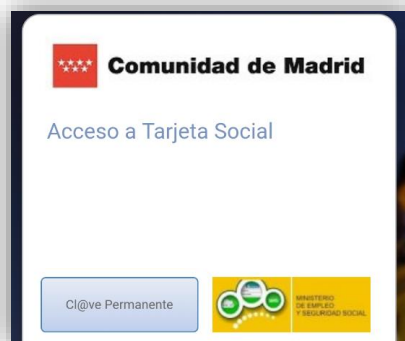 Comunidad de Madrid
Acceso a Tarjeta Social
Cl@ve Permanente
MINISTERIO
DE EMPLEO
Y SEGURIDAD SOCIAL